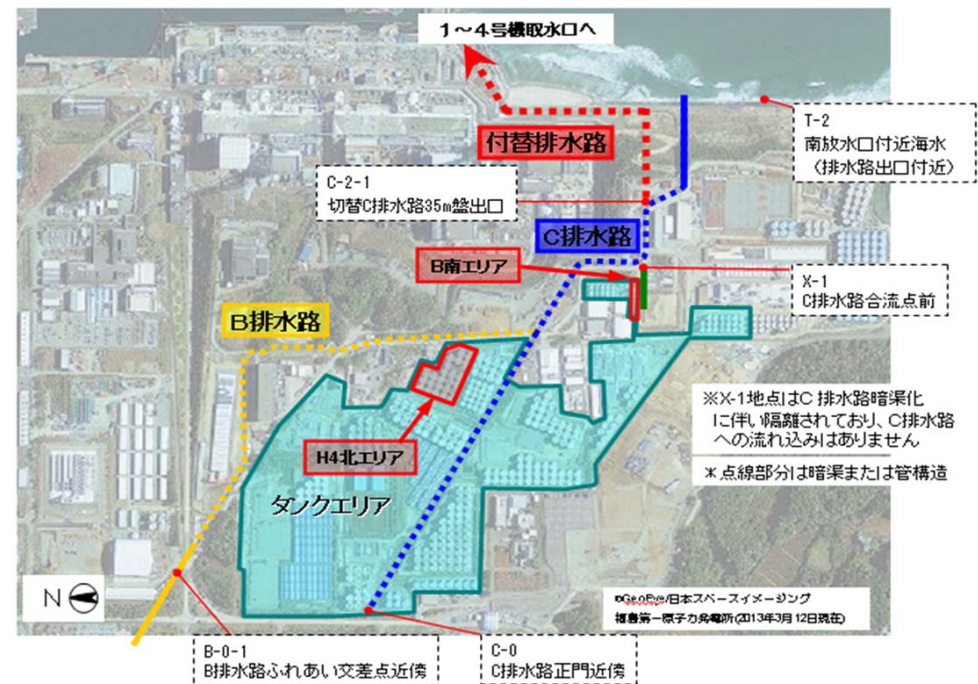 1~4号機取水口へ
T-2
南放水口付近海水
(排水路出口付近)
付替排水路
C-2-1
切替C排水路35m盤出口
C排水路
B南エリア
X-1
C排水路合流点前
B排水路
※X-1地点はC 排水路暗渠化
に伴い隔離されており、C排水路
への流れ込みはありません
*点線部分は暗渠または管構造
H4北エリア
タンクエリア
N
©GeoEye/日本スペースイメージング
福島第一原子力発電所(2013年3月12日現在)
B-0-1
B排水路ふれあい交差点近傍
C-0
C排水路正門近傍